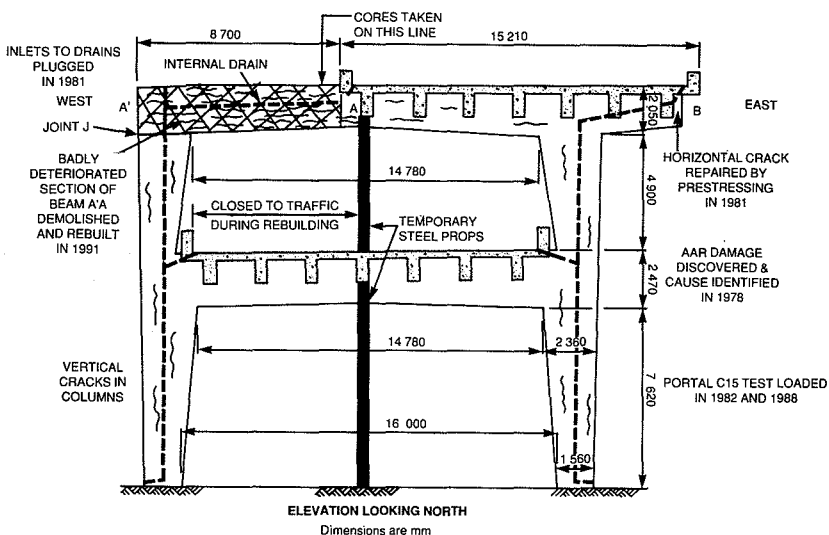 CORES TAKEN
ON THIS LINE
8 700
15 210
INLETS TO DRAINS
PLUGGED
IN 1981
INTERNAL DRAIN
WEST
A'
A
B
EAST
2 050
JOINT J
BADLY
DETERIORATED
SECTION OF
BEAM A'A
DEMOLISHED
AND REBUILT
IN 1991
14 780
HORIZONTAL CRACK
REPAIRED BY
PRESTRESSING
IN 1981
4 900
CLOSED TO TRAFFIC
DURING REBUILDING
TEMPORARY
STEEL PROPS
AAR DAMAGE
DISCOVERED &
CAUSE IDENTIFIED
IN 1978
2 470
14 780
2 360
VERTICAL
CRACKS IN
COLUMNS
7 620
PORTAL C15 TEST LOADED
IN 1982 AND 1988
16 000
1 560
ELEVATION LOOKING NORTH
Dimensions are mm